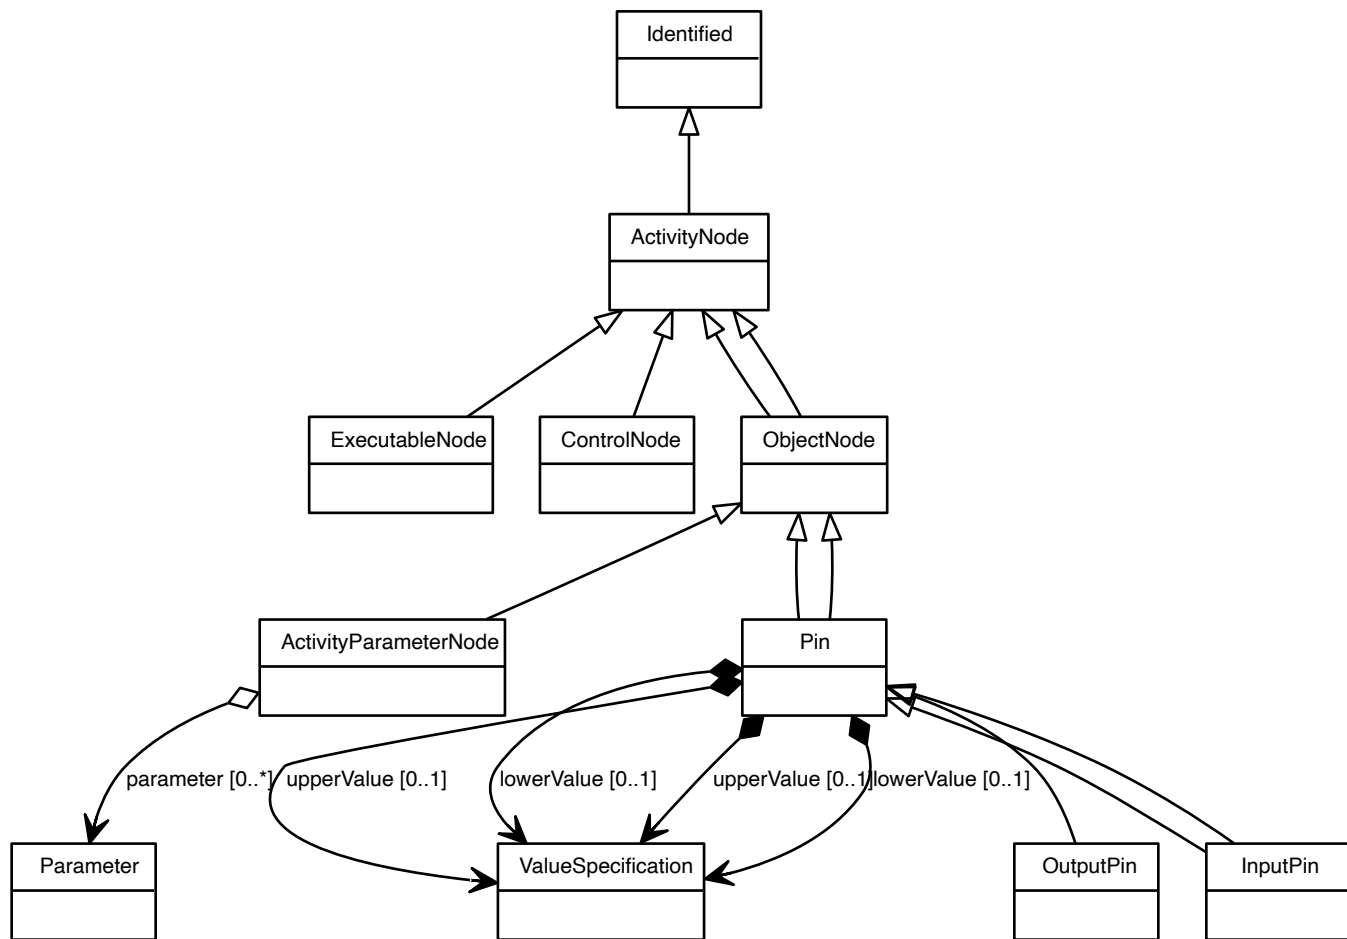 Identified
ActivityNode
ExecutableNode
ControlNode
ObjectNode
ActivityParameterNode
Pin
parameter [0..*]
upperValue [0..1]
lowerValue [0..1]
upperValue [0..1]
lowerValue [0..1]
Parameter
ValueSpecification
OutputPin
InputPin